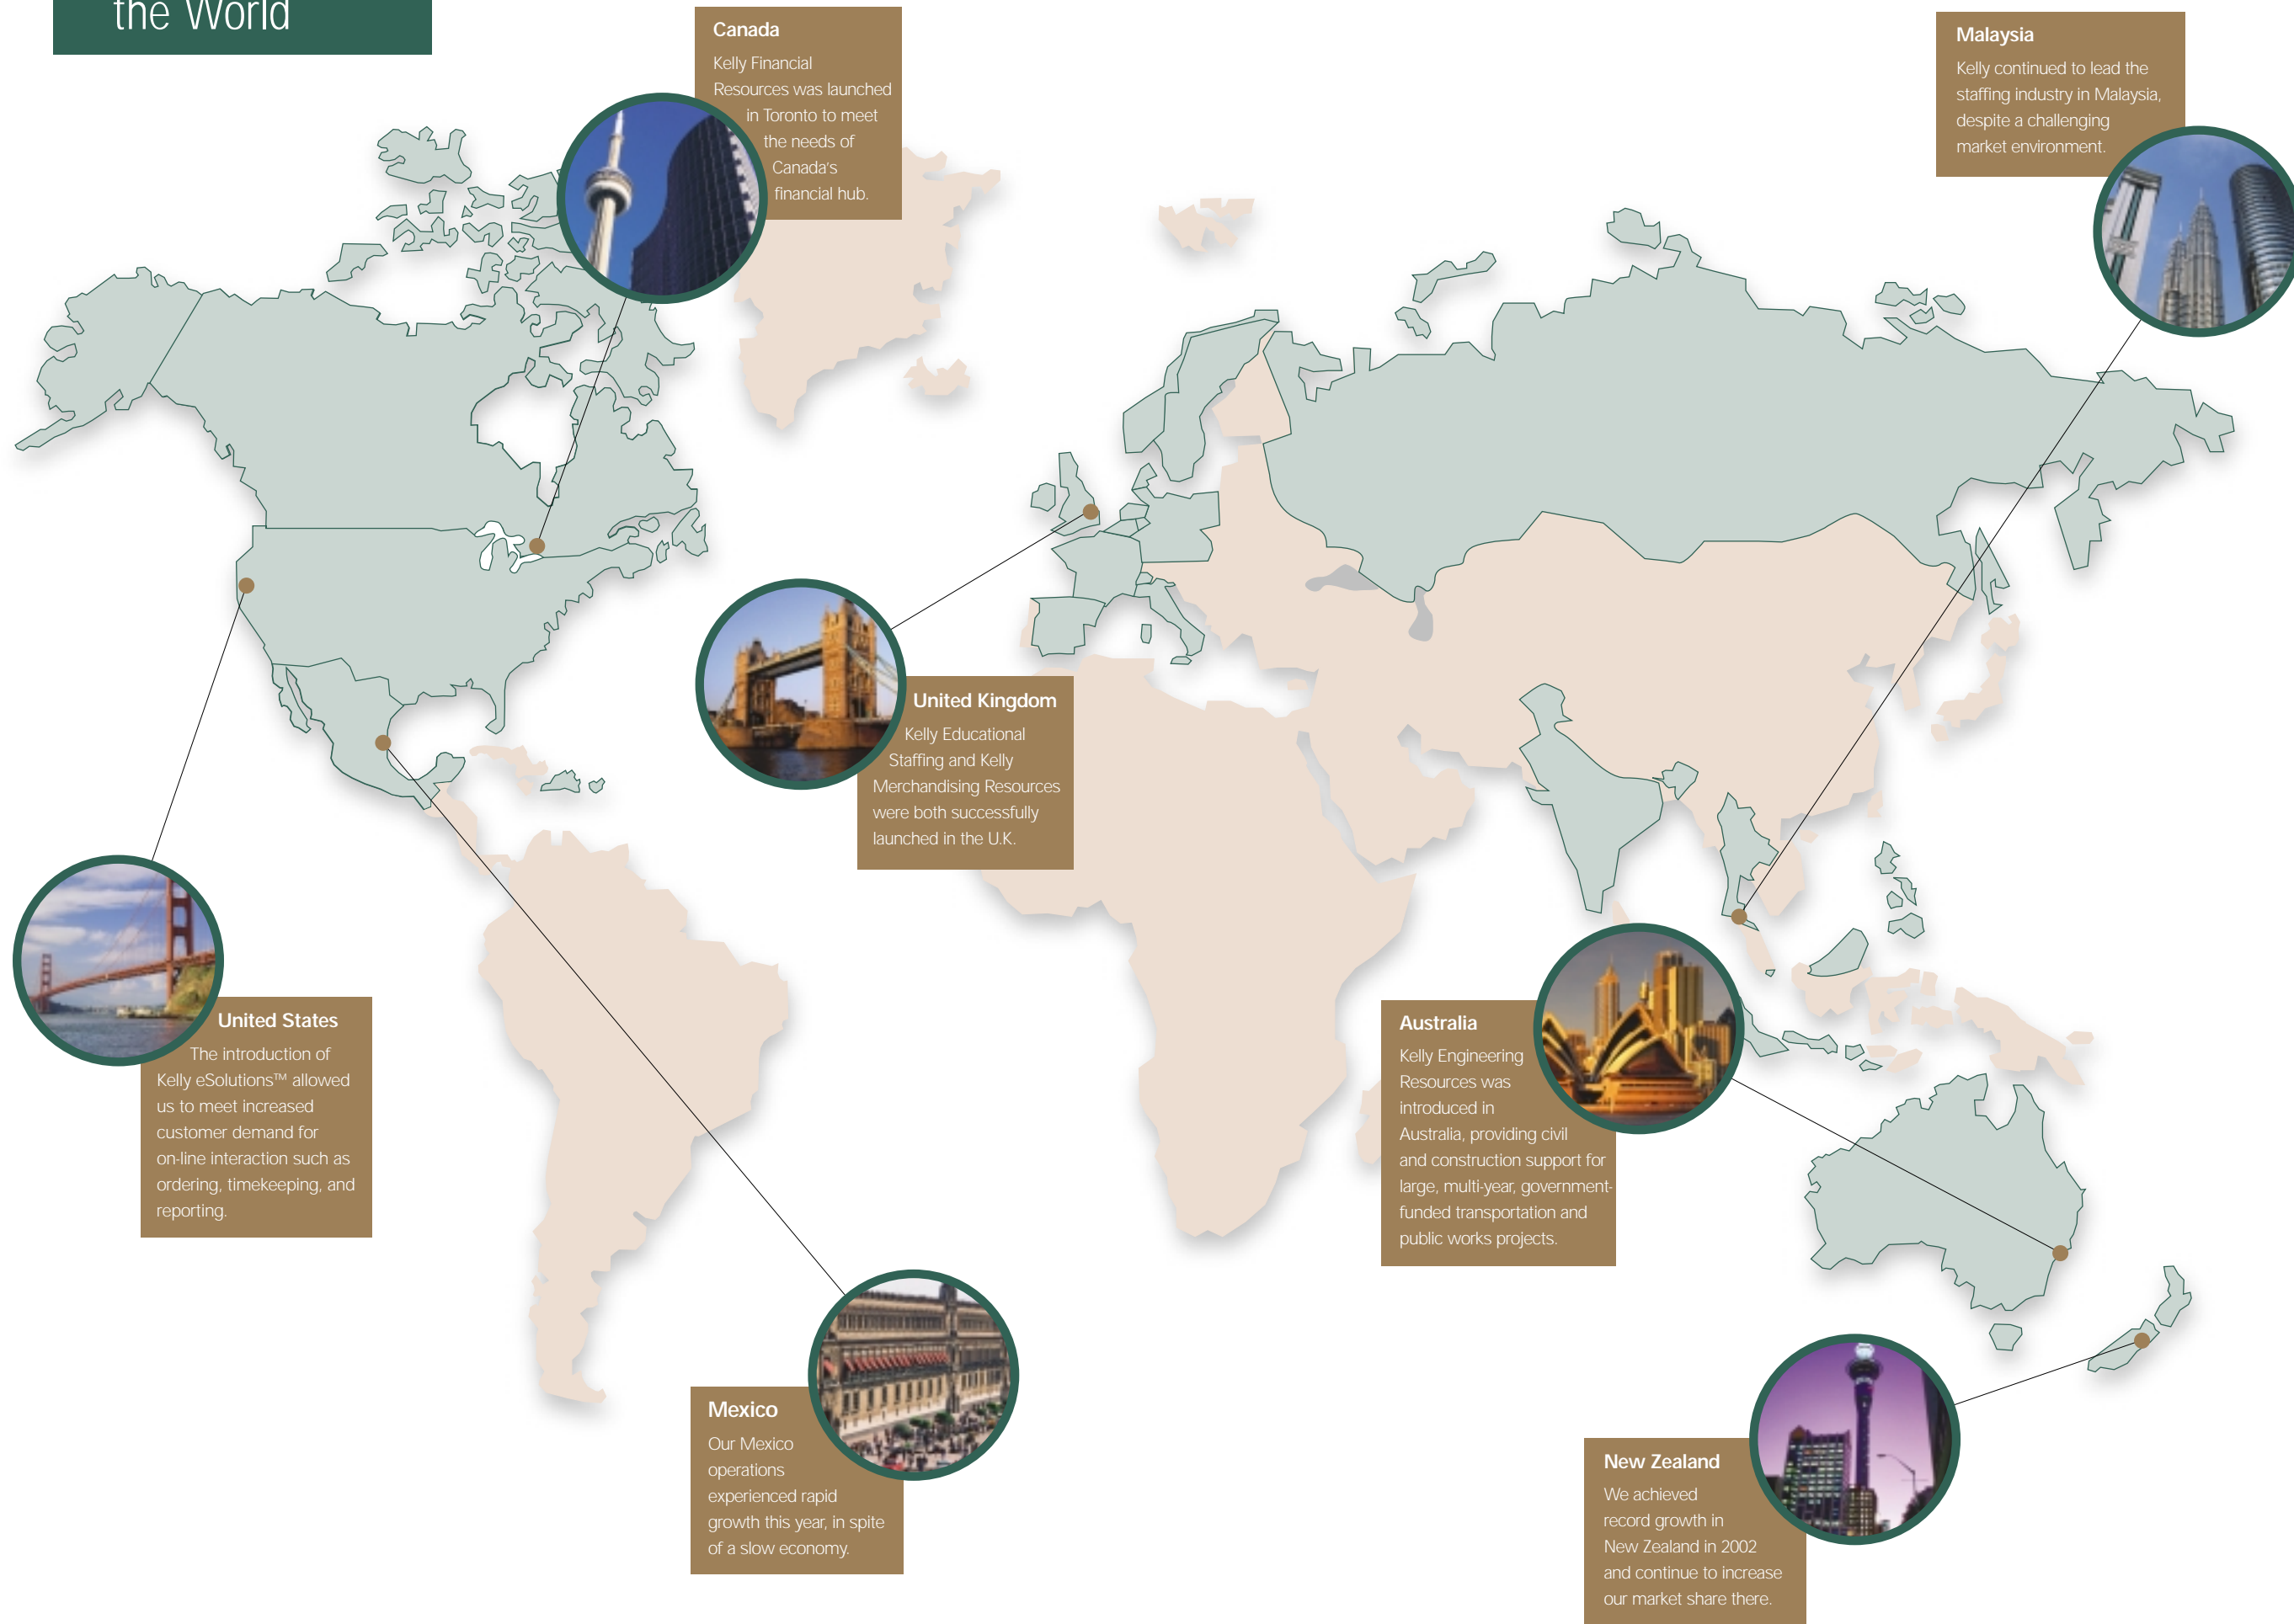 the World
Canada
Kelly Financial
Resources was launched
in Toronto to meet
the needs of
Canada's
financial hub.
Malaysia
Kelly continued to lead the
staffing industry in Malaysia,
despite a challenging
market environment.
United Kingdom
Kelly Educational
Staffing and Kelly
Merchandising Resources
were both successfully
launched in the U.K.
United States
The introduction of
Kelly eSolutions™ allowed
us to meet increased
customer demand for
on-line interaction such as
ordering, timekeeping, and
reporting.
Australia
Kelly Engineering
Resources was
introduced in
Australia, providing civil
and construction support for
large, multi-year, government-
funded transportation and
public works projects.
Mexico
Our Mexico
operations
experienced rapid
growth this year, in spite
of a slow economy.
New Zealand
We achieved
record growth in
New Zealand in 2002
and continue to increase
our market share there.